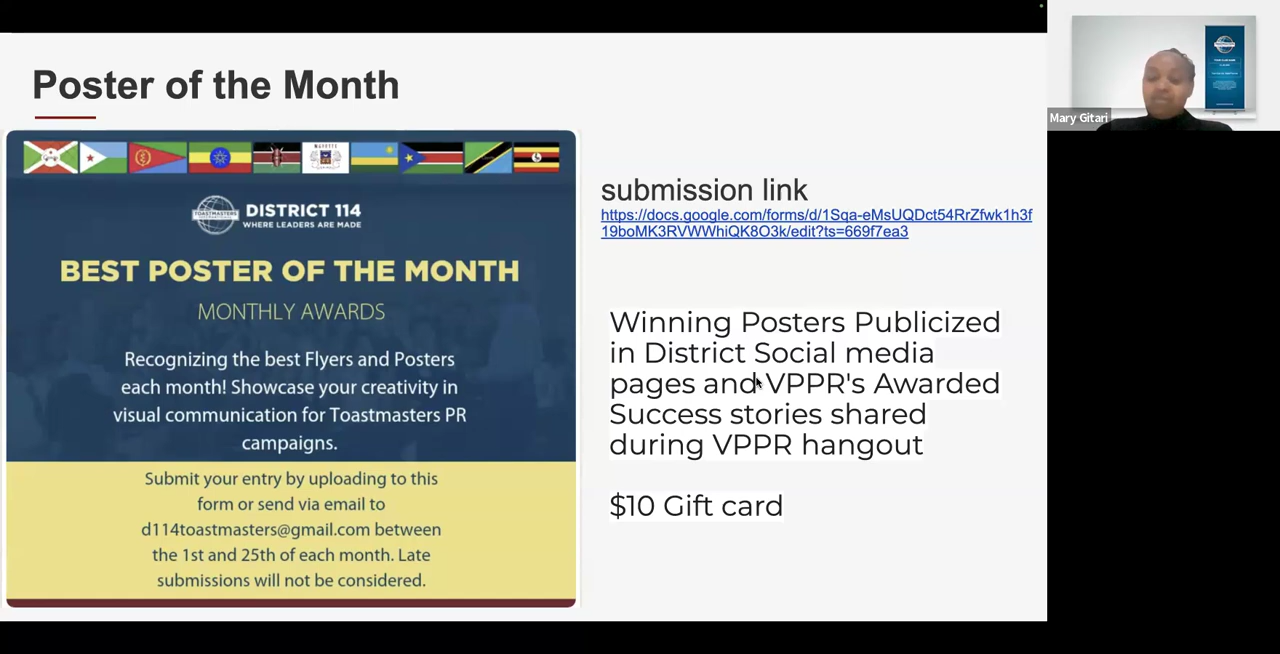 Poster of the Month
TOASTMASTERS
DISTRICT 114
WHERE LEADERS ARE MADE
BEST POSTER OF THE MONTH
MONTHLY AWARDS
Recognizing the best Flyers and Posters
each month! Showcase your creativity in
visual communication for Toastmasters PR
campaigns.
Submit your entry by uploading to this
form or send via email to
d114toastmasters@gmail.com between
the 1st and 25th of each month. Late
submissions will not be considered.
submission link
https://docs.google.com/forms/d/1Sqa-eMsUQDct54RrZfwk1h3f
19boMK3RVWWhiQK8O3k/edit?ts=669f7ea3
Winning Posters Publicized
in District Social media
pages and VPPR's Awarded
Success stories shared
during VPPR hangout
$10 Gift card
Mary Gitari